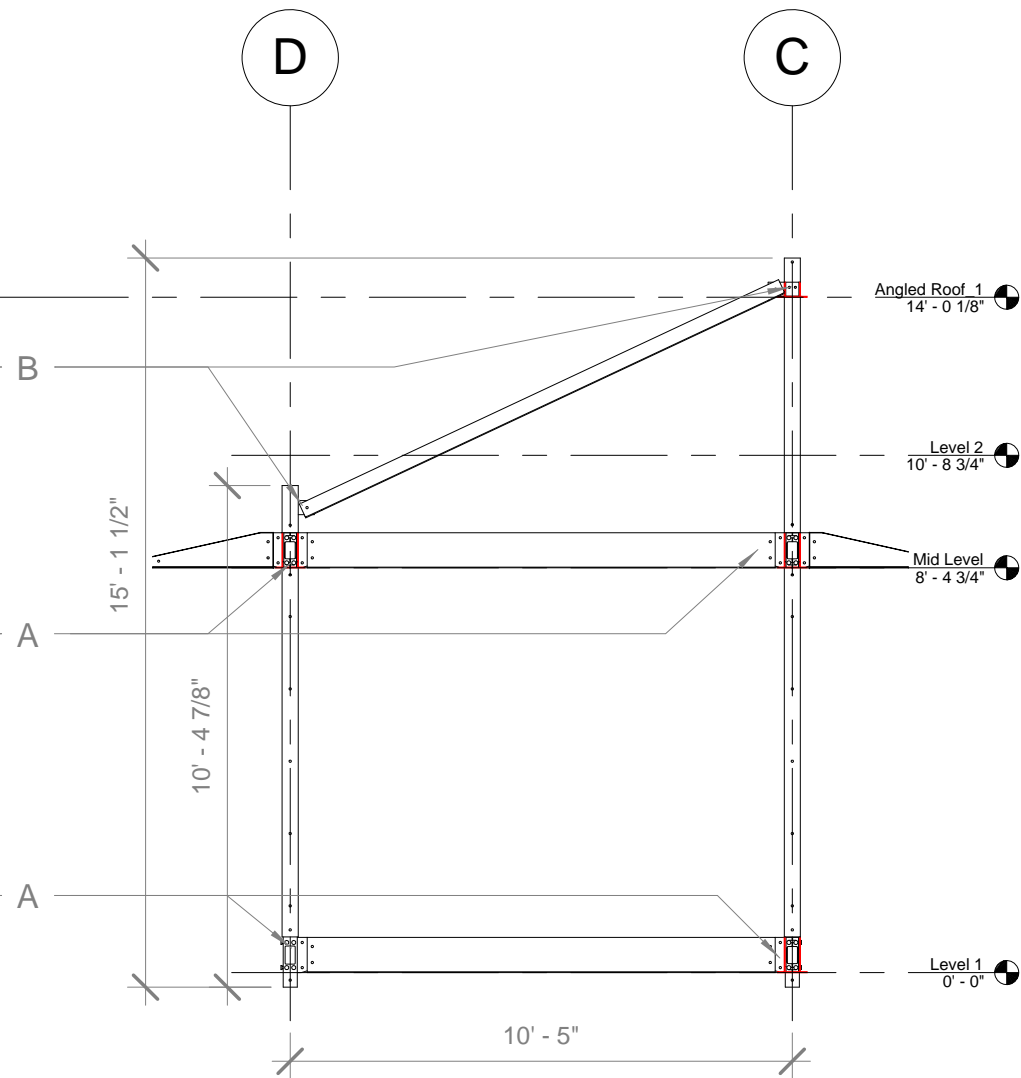 D
C
Angled Roof_1
14' - 0 1/8"
B
Level 2
10' - 8 3/4"
15' - 1 1/2"
Mid Level
8' - 4 3/4"
A
10' - 4 7/8"
A
Level 1
0' - 0"
10' - 5"